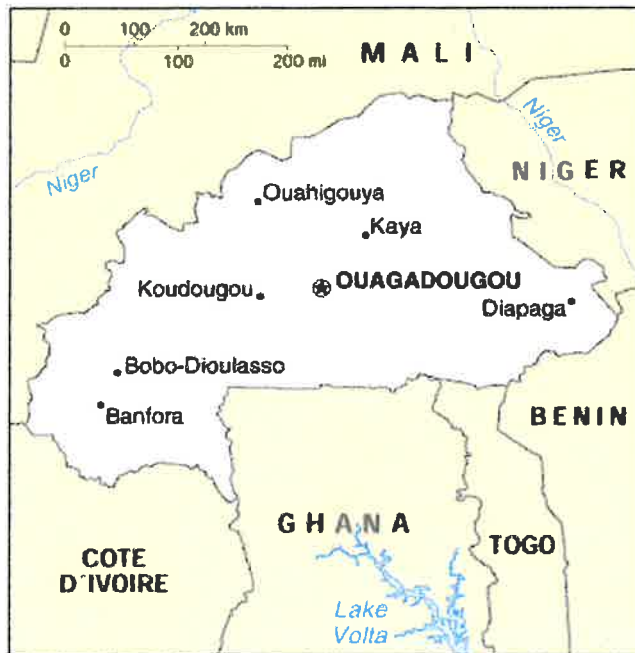 0 100 200 km
0 100 200 mi
MALI
Niger
Niger
NIGER
Ouahigouya
Kaya
OUAGADOUGOU
Koudougou
Diapaga
Bobo-Dioulasso
Banfora
BENIN
GHANA
TOGO
COTE
D'IVOIRE
Lake
Volta